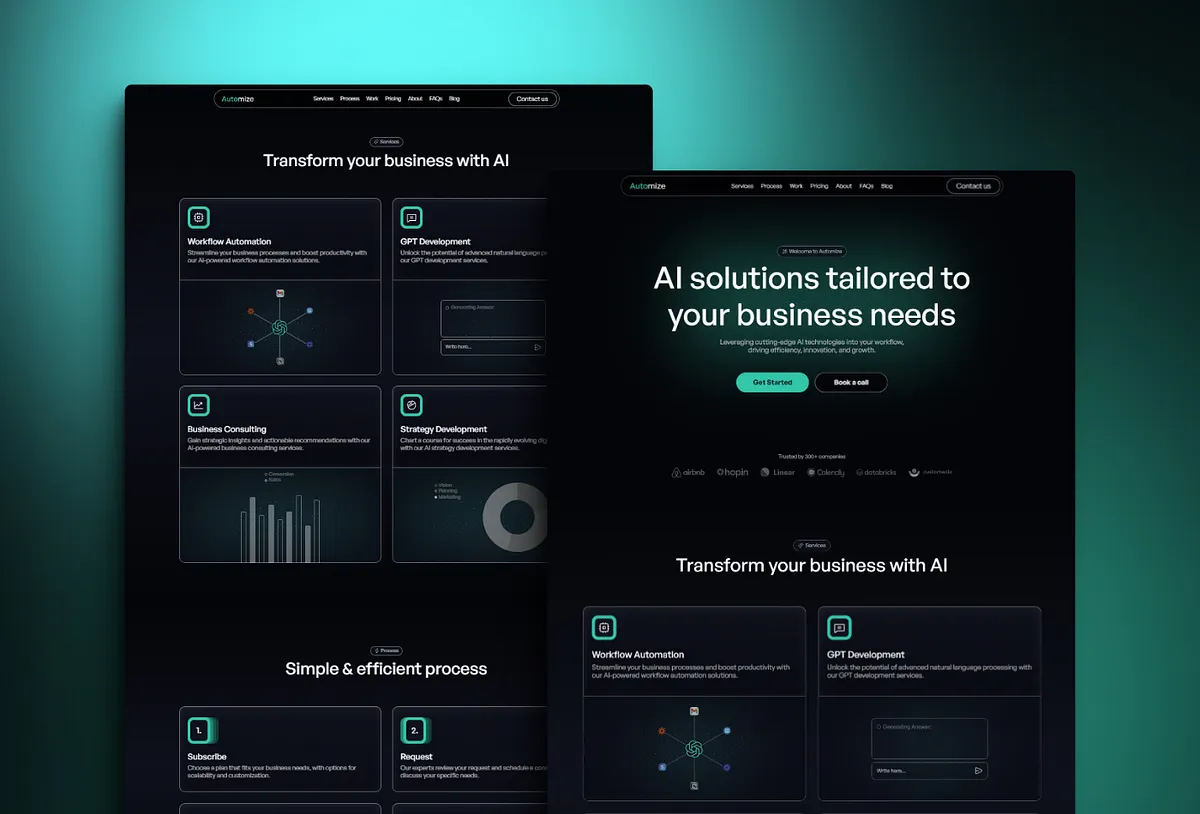 Automize
Services Process Work Pricing About FAQs Blog
Contact us
Services
Transform your business with AI
Workflow Automation
Streamline your business processes and boost productivity with
our AI-powered workflow automation solutions.
GPT Development
Unlock the potential of advanced natural language
our GPT development services.
Generating Answer
Write here...
Business Consulting
Gain strategic insights and actionable recommendations with our
AI-powered business consulting services.
Strategy Development
Chart a course for success in the rapidly evolving
with our AI strategy development services.
Sales
Vision
Planning
Marketing
Process
Simple & efficient process
1.
Subscribe
Choose a plan that fits your business needs, with options for
scalability and customization.
2.
Request
Our experts review your request and schedule a
discuss your specific needs.
Automize
Services Process Work Pricing About FAQs Blog
Contact us
Welcome to Automize
AI solutions tailored to
your business needs
Leveraging cutting-edge AI technologies into your workflow,
driving efficiency, innovation, and growth.
Get Started
Book a call
Trusted by 300+ companies
airbnb hopin Linear Calendly databricks
Services
Transform your business with AI
Workflow Automation
Streamline your business processes and boost productivity with
our AI-powered workflow automation solutions.
GPT Development
Unlock the potential of advanced natural language processing with
our GPT development services.
Generating Answer
Write here...